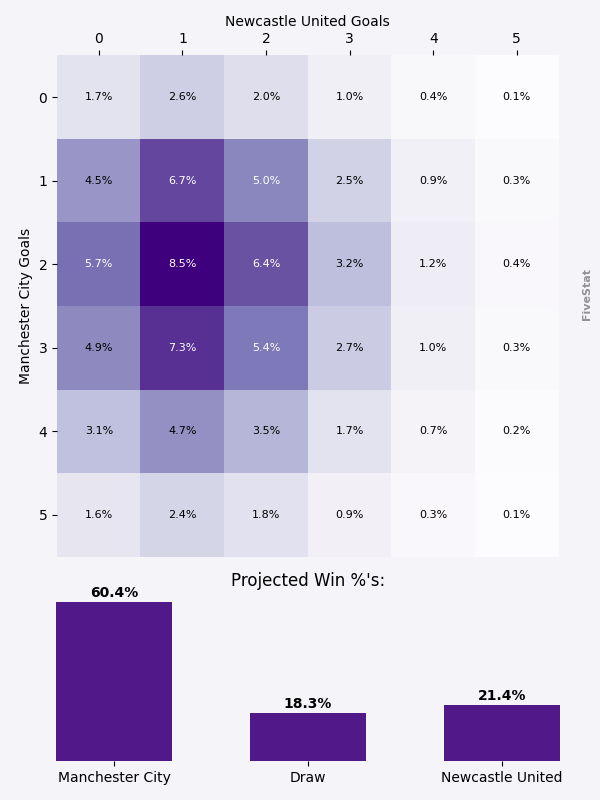 Newcastle United Goals
0 1 2 3 4 5
0 1.7% 2.6% 2.0% 1.0% 0.4% 0.1%
1 4.5% 6.7% 5.0% 2.5% 0.9% 0.3%
2 5.7% 8.5% 6.4% 3.2% 1.2% 0.4%
3 4.9% 7.3% 5.4% 2.7% 1.0% 0.3%
4 3.1% 4.7% 3.5% 1.7% 0.7% 0.2%
5 1.6% 2.4% 1.8% 0.9% 0.3% 0.1%
Manchester City Goals
FiveStat
Projected Win %'s:
60.4% 18.3% 21.4%
Manchester City Draw Newcastle United